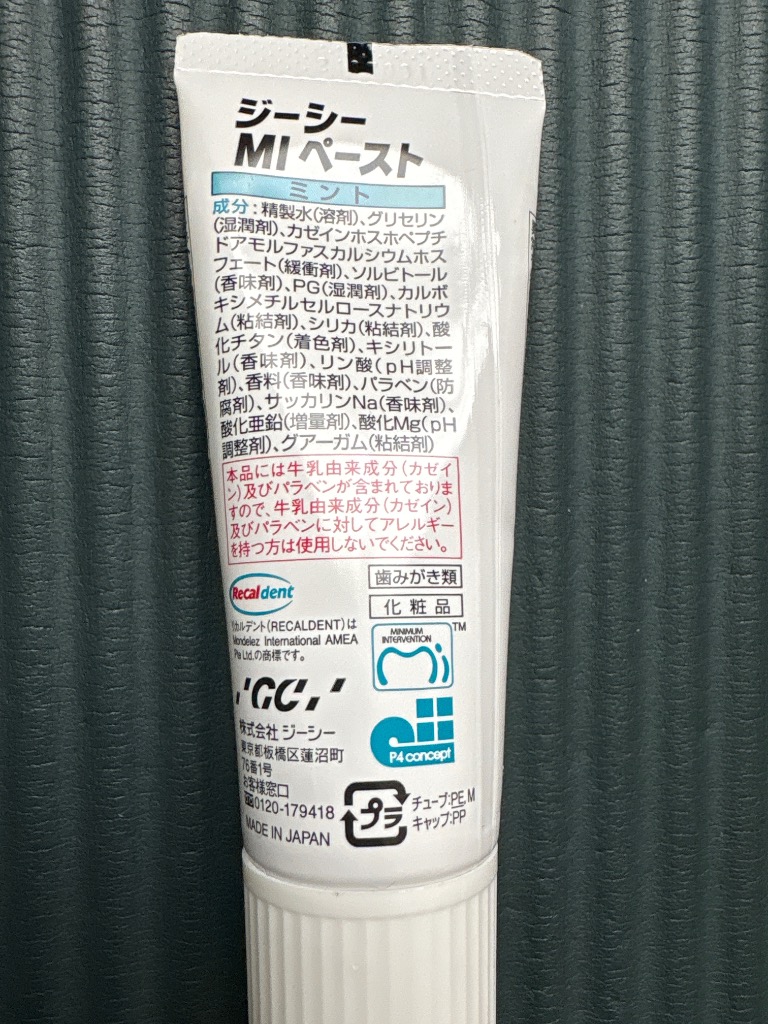 ジーシー
MIペースト
ミント
成分:精製水(溶剤)、グリセリン
(湿潤剤)、カゼインホスホペプチ
ドアモルファスカルシウムホス
フェート(緩衝剤)、ソルビトール
(香味剤)、PG(湿潤剤)、カルボ
キシメチルセルロースナトリウ
ム(粘結剤)、シリカ(粘結剤)、酸
化チタン(着色剤)、キシリトー
ル(香味剤)、リン酸(pH調整
剤)、香料(香味剤)、パラベン(防
腐剤)、サッカリンNa(香味剤)、
酸化亜鉛(増量剤)、酸化Mg(pH
調整剤)、グアーガム(粘結剤)
本品には牛乳由来成分(カゼイ
ン)及びパラベンが含まれておりま
すので、牛乳由来成分(カゼイン)
及びパラベンに対してアレルギー
を持つ方は使用しないでください。
Recaldent
リカルデント(RECALDENT)は
Mondelez International AMEA
Pte Ltd.の商標です。
歯みがき類
化粧品
MINIMUM
INTERVENTION
Mi TM
P4 concept
GC
株式会社 ジーシー
東京都板橋区蓮沼町
76番1号
お客様窓口
0120-179418
MADE IN JAPAN
プラ
チューブ:PE,M
キャップ:PP